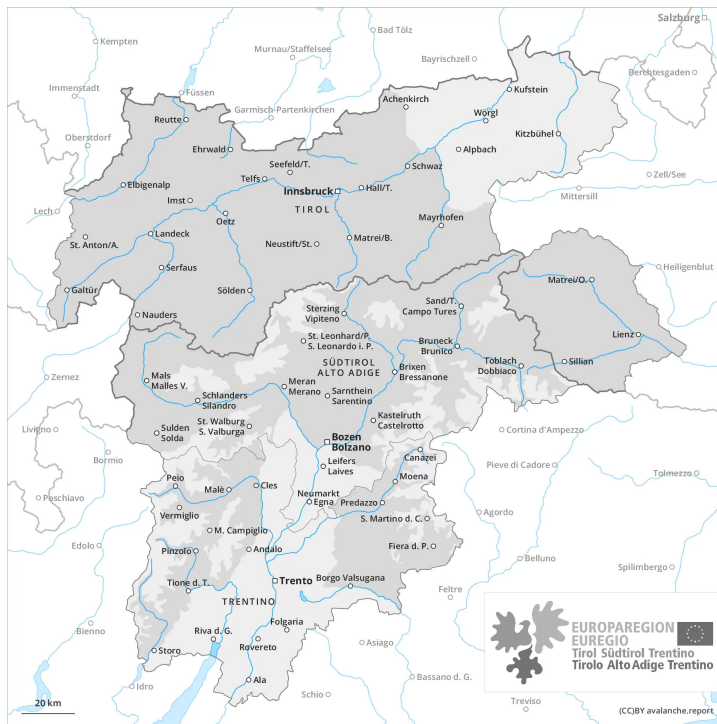 Salzburg
Kempten
Bad Tölz
Murnau/Staffelsee
Bayrischzell
Berchtesgaden
Immenstadt
Füssen
Achenkirch
Kufstein
Garmisch-Partenkirchen
Reutte
Wörgl
Oberstdorf
Kitzbühel
Ehrwald
Alpbach
Seefeld/T.
Schwaz
Telfs
Zell/See
Elbigenalp
Innsbruck
Hall/T.
Mittersill
Imst
TIROL
Lech
Oetz
Mayrhofen
St. Anton/A.
Landeck
Neustift/St.
Matrei/B.
Serfaus
Heiligenblut
Matrei/O.
Galtür
Sölden
Nauders
Sterzing
Vipiteno
Sand/T.
Campo Tures
St. Leonhard/P.
S. Leonardo i. P.
Lienz
Bruneck
Brunico
SÜDTIROL
ALTO ADIGE
Toblach
Dobbiaco
Sillian
Brixen
Bressanone
Zernez
Mals
Malles V.
Meran
Merano
Sarnthein
Sarentino
Schlanders
Silandro
Kastelruth
Castelrotto
St. Walburg
S. Valburga
Livigno
Sulden
Solda
Cortina d'Ampezzo
Bozen
Bolzano
Bormio
Canazei
Leifers
Laives
Pieve di Cadore
Tolmezzo
Peio
Moena
Malè
Cles
Neumarkt
Egna
Predazzo
Poschiavo
Vermiglio
Agordo
S. Martino d. C.
M. Campiglio
Edolo
Pinzolo
Andalo
Fiera d. P.
Belluno
Spilimbergo
Tione d. T.
Trento
Borgo Valsugana
Feltre
TRENTINO
Bienno
Riva d. G.
Folgaria
Rovereto
Asiago
Storo
Ala
Bassano d. G.
Idro
Schio
Treviso
EUROPAREGION
EUREGIO
Tirol Südtirol Trentino
Tirolo Alto Adige Trentino
20 km
(CC)BY avalanche.report